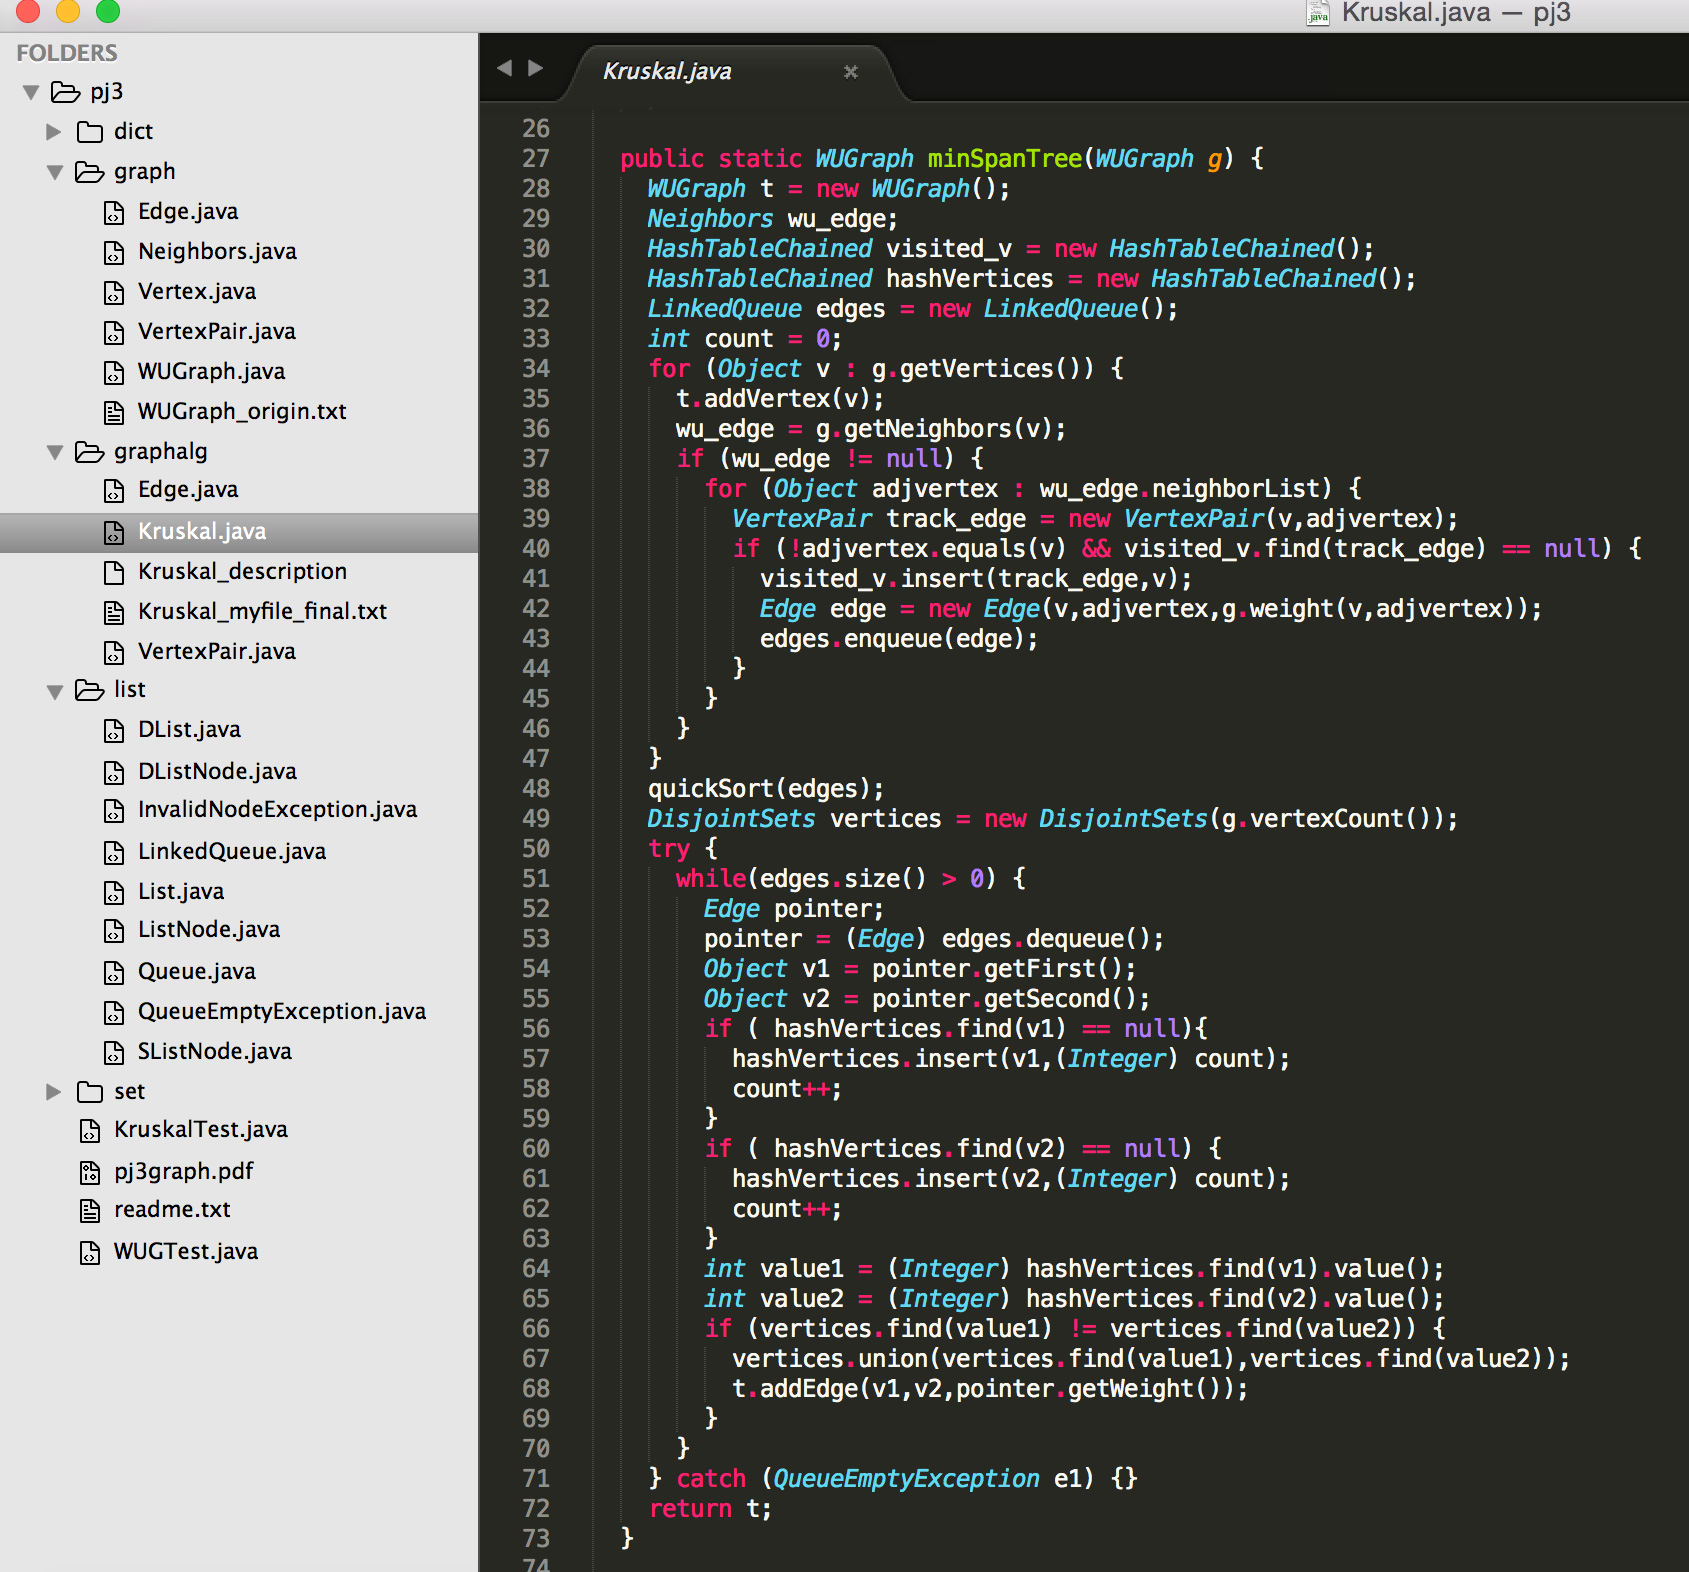 Kruskal.java — pj3
FOLDERS
pj3
dict
graph
Edge.java
Neighbors.java
Vertex.java
VertexPair.java
WUGraph.java
WUGraph_origin.txt
graphalg
Edge.java
Kruskal.java
Kruskal_description
Kruskal_myfile_final.txt
VertexPair.java
list
DList.java
DListNode.java
InvalidNodeException.java
LinkedQueue.java
List.java
ListNode.java
Queue.java
QueueEmptyException.java
SListNode.java
set
KruskalTest.java
pj3graph.pdf
readme.txt
WUGTest.java
Kruskal.java
26
27 public static WUGraph minSpanTree(WUGraph g) {
28 WUGraph t = new WUGraph();
29 Neighbors wu_edge;
30 HashTableChained visited_v = new HashTableChained();
31 HashTableChained hashVertices = new HashTableChained();
32 LinkedQueue edges = new LinkedQueue();
33 int count = 0;
34 for (Object v : g.getVertices()) {
35 t.addVertex(v);
36 wu_edge = g.getNeighbors(v);
37 if (wu_edge != null) {
38 for (Object adjvertex : wu_edge.neighborList) {
39 VertexPair track_edge = new VertexPair(v,adjvertex);
40 if (!adjvertex.equals(v) && visited_v.find(track_edge) == null) {
41 visited_v.insert(track_edge,v);
42 Edge edge = new Edge(v,adjvertex,g.weight(v,adjvertex));
43 edges.enqueue(edge);
44 }
45 }
46 }
47 }
48 quickSort(edges);
49 DisjointSets vertices = new DisjointSets(g.vertexCount());
50 try {
51 while(edges.size() > 0) {
52 Edge pointer;
53 pointer = (Edge) edges.dequeue();
54 Object v1 = pointer.getFirst();
55 Object v2 = pointer.getSecond();
56 if ( hashVertices.find(v1) == null){
57 hashVertices.insert(v1,(Integer) count);
58 count++;
59 }
60 if ( hashVertices.find(v2) == null) {
61 hashVertices.insert(v2,(Integer) count);
62 count++;
63 }
64 int value1 = (Integer) hashVertices.find(v1).value();
65 int value2 = (Integer) hashVertices.find(v2).value();
66 if (vertices.find(value1) != vertices.find(value2)) {
67 vertices.union(vertices.find(value1),vertices.find(value2));
68 t.addEdge(v1,v2,pointer.getWeight());
69 }
70 }
71 } catch (QueueEmptyException e1) {}
72 return t;
73 }
74